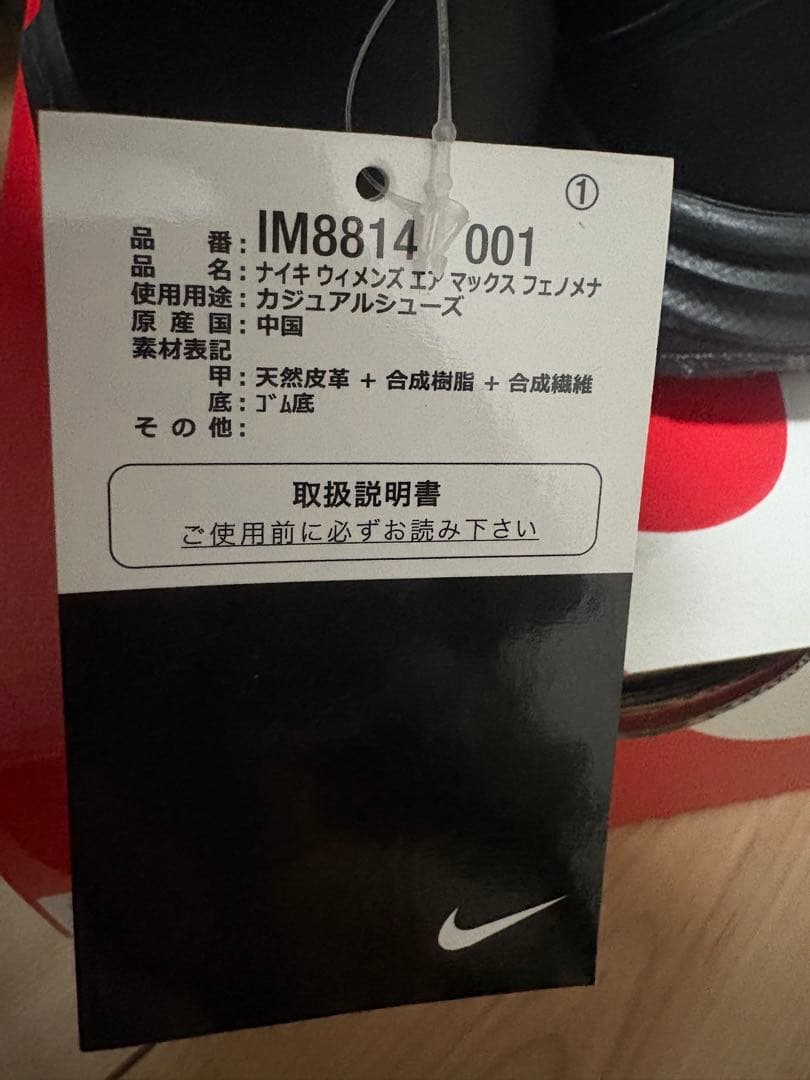 ①
品番: IM8814 001
品名: ナイキ ウィメンズ エア マックス フェノメナ
使用用途: カジュアルシューズ
原産国: 中国
素材表記
甲: 天然皮革 + 合成樹脂 + 合成繊維
底: ｺﾞﾑ底
その他:
取扱説明書
ご使用前に必ずお読み下さい